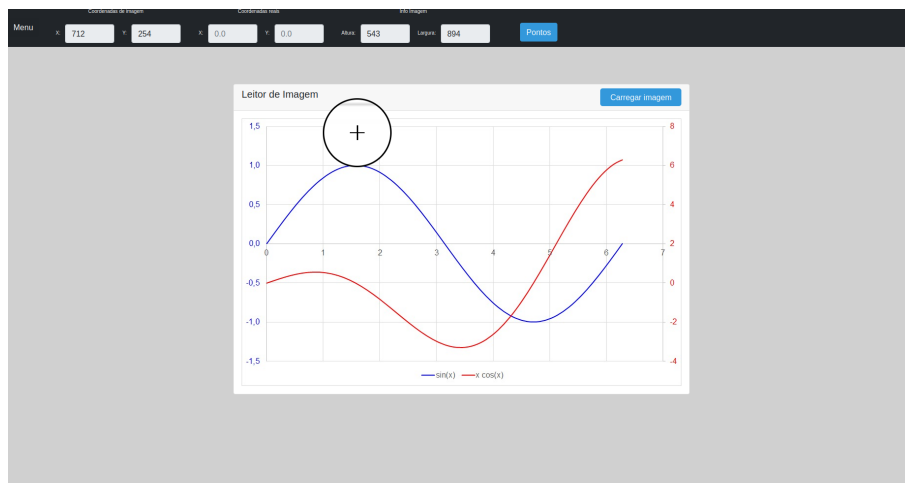 Coordenadas de imagem Coordenadas reais Info Imagem
Menu X: 712 Y: 254 X: 0.0 Y: 0.0 Altura: 543 Largura: 894 Pontos
Leitor de Imagem Carregar imagem
1,5 8
1,0 6
0,5 4
0,0 2
0 1 2 3 4 5 6 7
-0,5 0
-1,0 -2
-1,5 -4
sin(x) x cos(x)